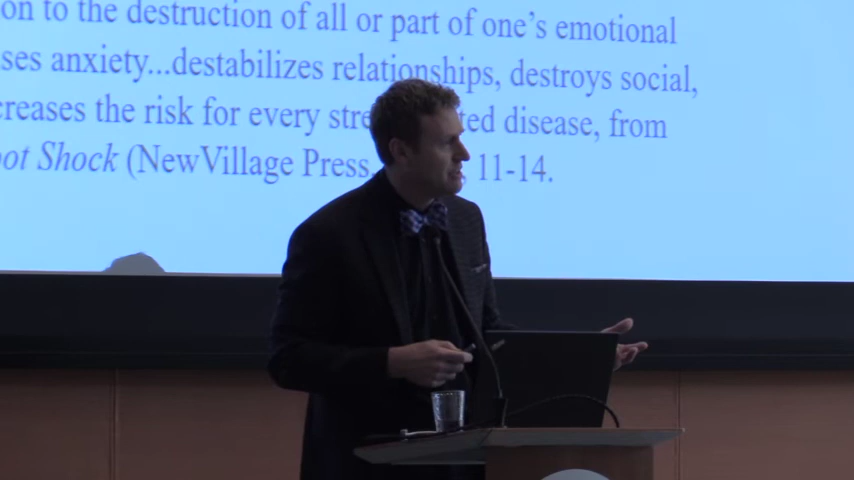 on to the destruction of all or part of one's emotional
ses anxiety...destabilizes relationships, destroys social,
creases the risk for every stre ted disease, from
oot Shock (NewVillage Press, 11-14.